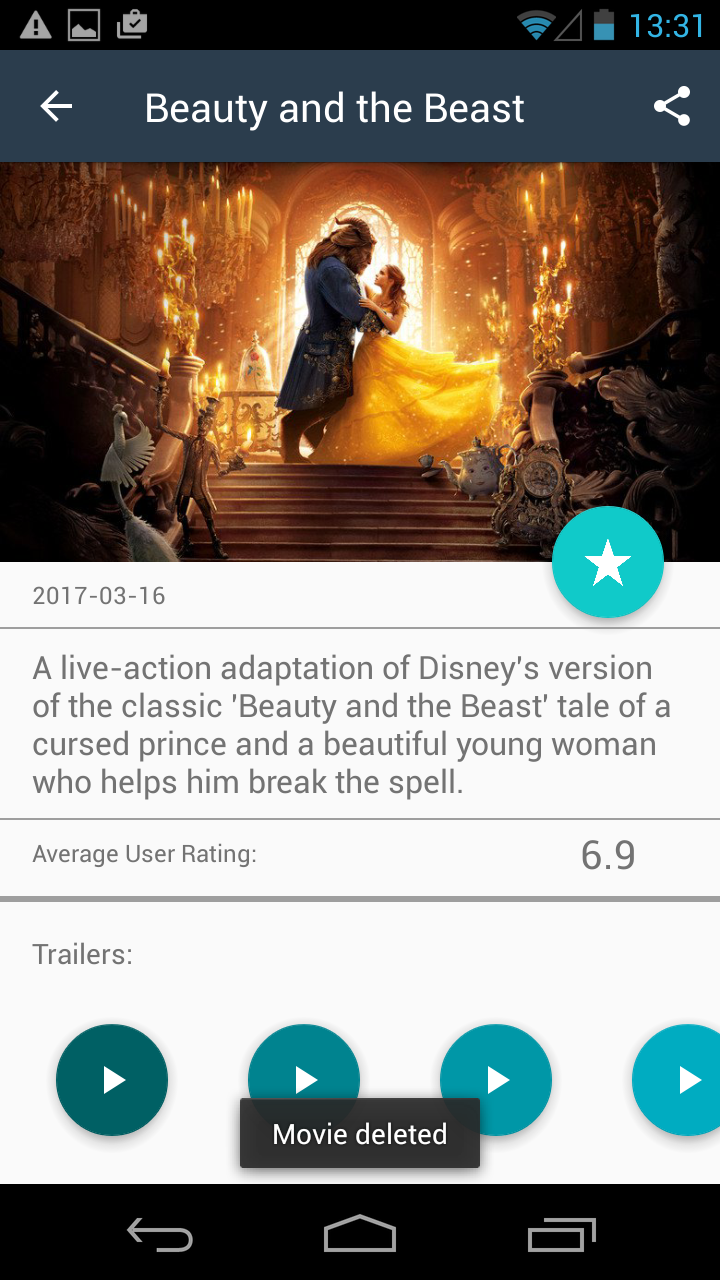 13:31
Beauty and the Beast
2017-03-16
A live-action adaptation of Disney's version
of the classic 'Beauty and the Beast' tale of a
cursed prince and a beautiful young woman
who helps him break the spell.
Average User Rating:
6.9
Trailers:
Movie deleted